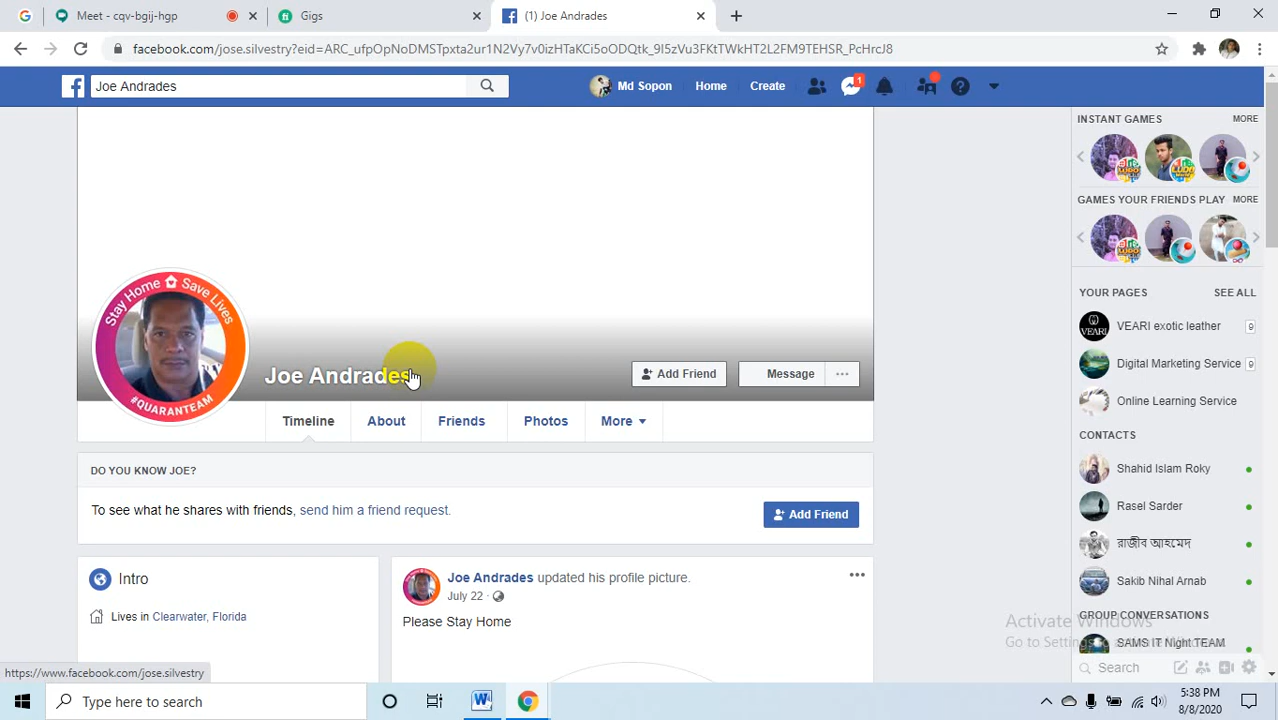 Meet - cqv-bgij-hgp
Gigs
(1) Joe Andrades
facebook.com/jose.silvestry?eid=ARC_ufpOpNoDMSTpxta2ur1N2Vy7v0izHTaKCi5oODQtk_9I5zVu3FKtTWkHT2L2FM9TEHSR_PcHrcJ8
Joe Andrades
Md Sopon
Home
Create
1
INSTANT GAMES
MORE
GAMES YOUR FRIENDS PLAY
MORE
Stay Home Save Lives
#QUARANTEAM
Joe Andrades
Add Friend
Message
Timeline
About
Friends
Photos
More
YOUR PAGES
SEE ALL
VEARI
VEARI exotic leather
9
Digital Marketing Service
9
Online Learning Service
CONTACTS
Shahid Islam Roky
Rasel Sarder
রাজীব আহমেদ
Sakib Nihal Arnab
GROUP CONVERSATIONS
SAMS IT Night TEAM
Search
DO YOU KNOW JOE?
To see what he shares with friends, send him a friend request.
Add Friend
Intro
Lives in Clearwater, Florida
Joe Andrades updated his profile picture.
July 22
Please Stay Home
Activate Windows
https://www.facebook.com/jose.silvestry
Type here to search
5:38 PM
8/8/2020